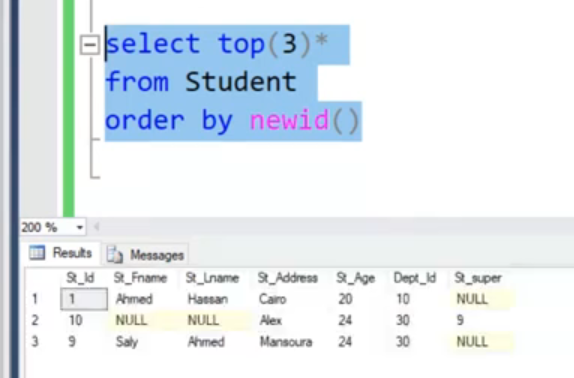 select top(3)*
from Student
order by newid()
200 %
Results Messages
St_Id St_Fname St_Lname St_Address St_Age Dept_Id St_super
1 1 Ahmed Hassan Cairo 20 10 NULL
2 10 NULL NULL Alex 24 30 9
3 9 Saly Ahmed Mansoura 24 30 NULL